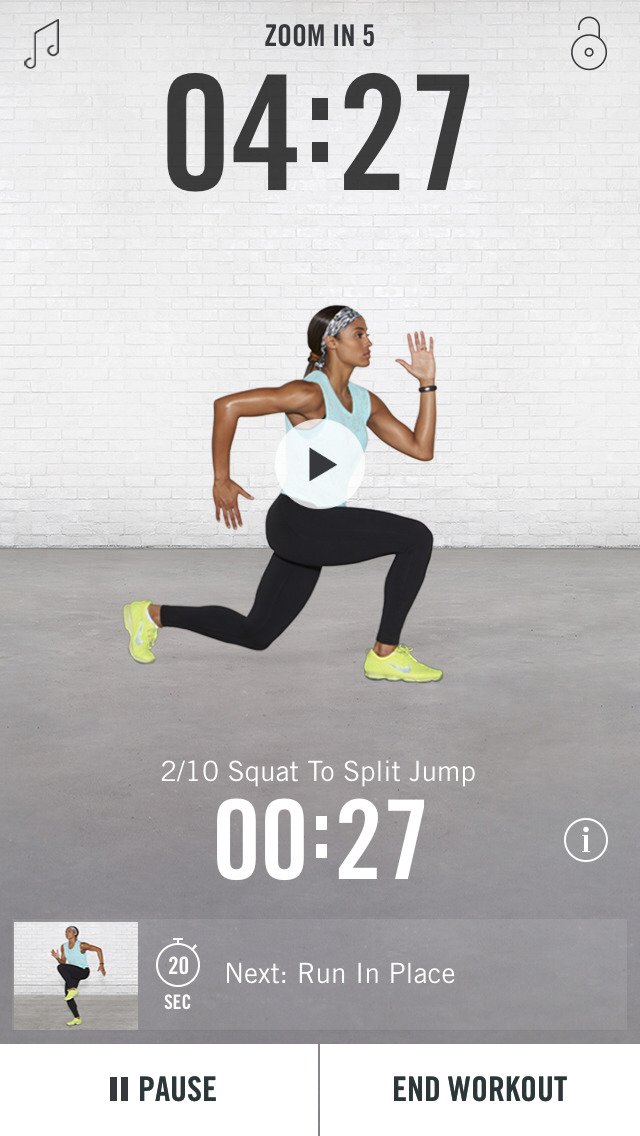 ZOOM IN 5
04:27
2/10 Squat To Split Jump
00:27
i
20
SEC
Next: Run In Place
PAUSE
END WORKOUT